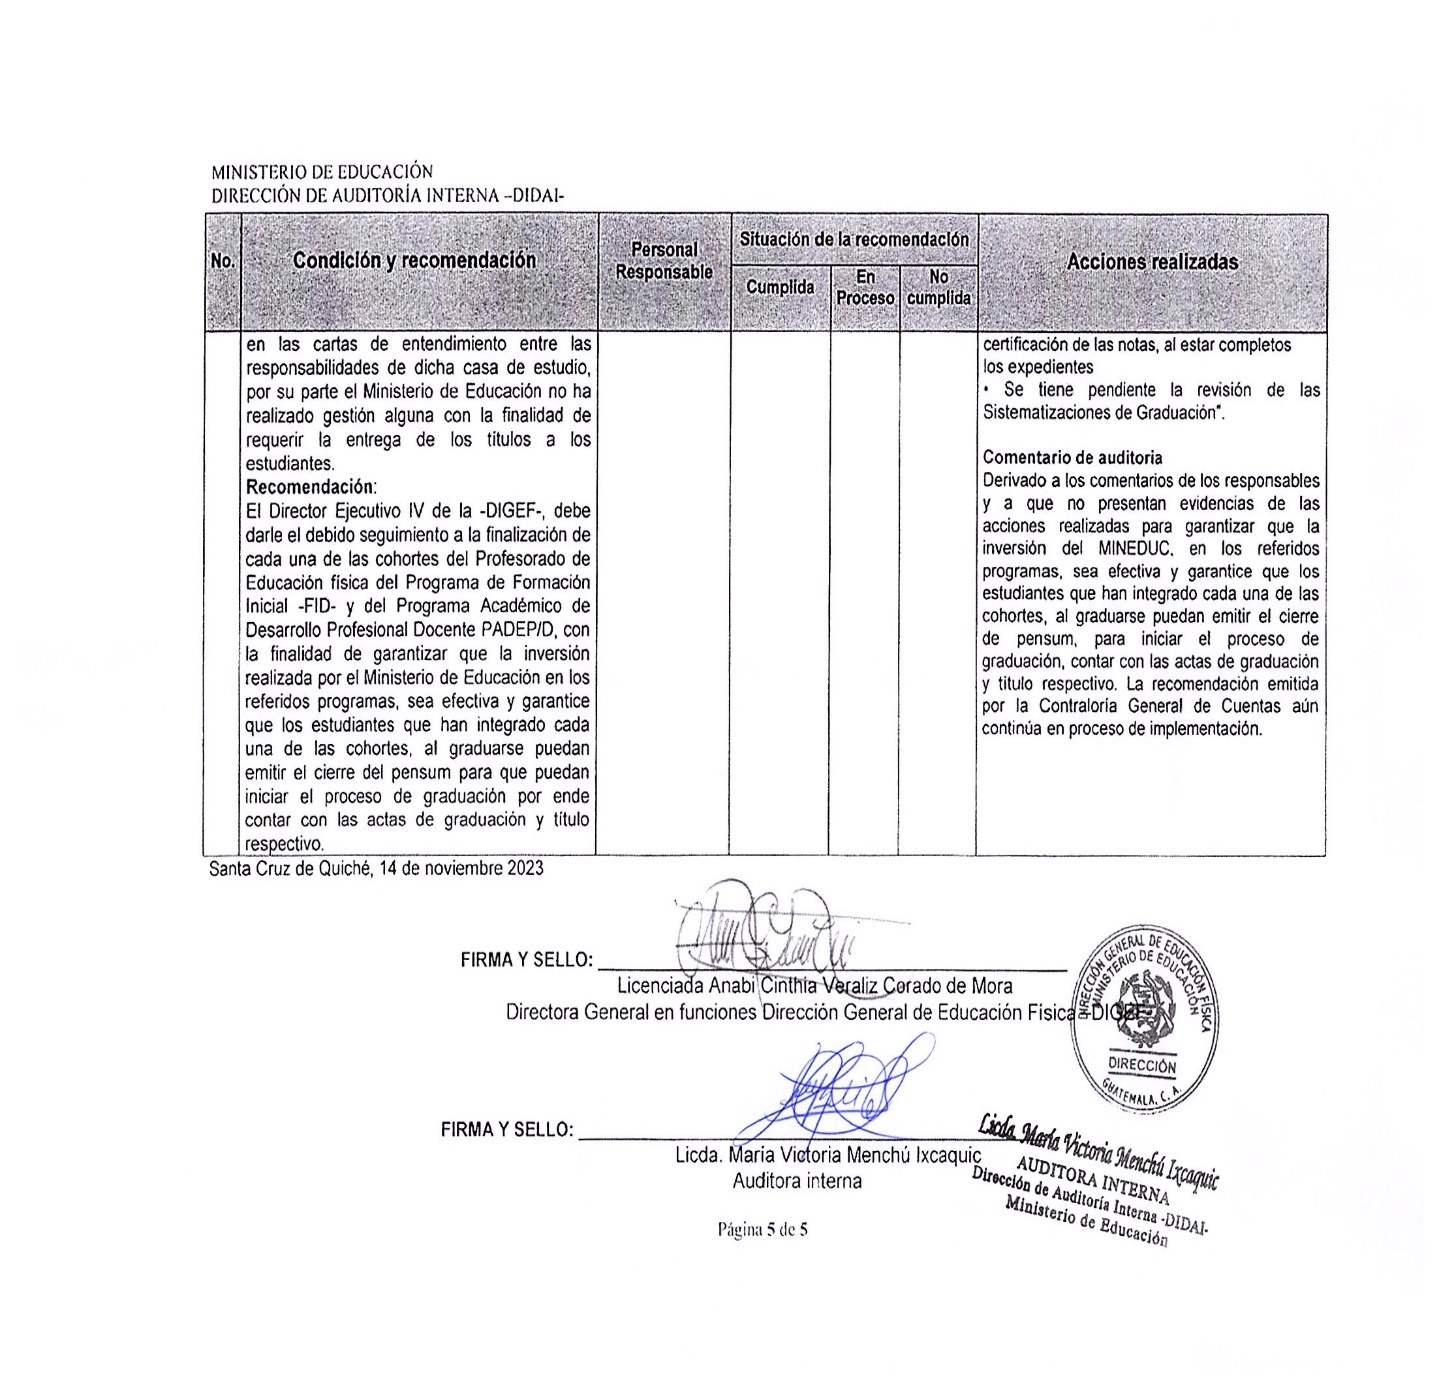 MINISTERIO DE EDUCACIÓN
DIRECCIÓN DE AUDITORÍA INTERNA –DIDAI-
No.
Condición y recomendación
Personal
Responsable
Situación de la recomendación
Cumplida
En
Proceso
No
cumplida
Acciones realizadas
en las cartas de entendimiento entre las
responsabilidades de dicha casa de estudio,
por su parte el Ministerio de Educación no ha
realizado gestión alguna con la finalidad de
requerir la entrega de los títulos a los
estudiantes.
Recomendación:
El Director Ejecutivo IV de la -DIGEF-, debe
darle el debido seguimiento a la finalización de
cada una de las cohortes del Profesorado de
Educación física del Programa de Formación
Inicial -FID- y del Programa Académico de
Desarrollo Profesional Docente PADEP/D, con
la finalidad de garantizar que la inversión
realizada por el Ministerio de Educación en los
referidos programas, sea efectiva y garantice
que los estudiantes que han integrado cada
una de las cohortes, al graduarse puedan
emitir el cierre del pensum para que puedan
iniciar el proceso de graduación por ende
contar con las actas de graduación y título
respectivo.
certificación de las notas, al estar completos
los expedientes
• Se tiene pendiente la revisión de las
Sistematizaciones de Graduación".
Comentario de auditoria
Derivado a los comentarios de los responsables
y a que no presentan evidencias de las
acciones realizadas para garantizar que la
inversión del MINEDUC, en los referidos
programas, sea efectiva y garantice que los
estudiantes que han integrado cada una de las
cohortes, al graduarse puedan emitir el cierre
de pensum, para iniciar el proceso de
graduación, contar con las actas de graduación
y titulo respectivo. La recomendación emitida
por la Contraloría General de Cuentas aún
continúa en proceso de implementación.
Santa Cruz de Quiché, 14 de noviembre 2023
FIRMA Y SELLO:
Licenciada Anabi Cinthia Veraliz Corado de Mora
Directora General en funciones Dirección General de Educación Física -DIGEF-
DIRECCIÓN GENERAL DE EDUCACIÓN FÍSICA
MINISTERIO DE EDUCACIÓN
DIRECCIÓN
GUATEMALA, C. A.
FIRMA Y SELLO:
Licda. Maria Victoria Menchú Ixcaquic
Auditora interna
Licda. María Victoria Menchú Ixcaquic
AUDITORA INTERNA
Dirección de Auditoría Interna -DIDAI-
Ministerio de Educación
Página 5 de 5